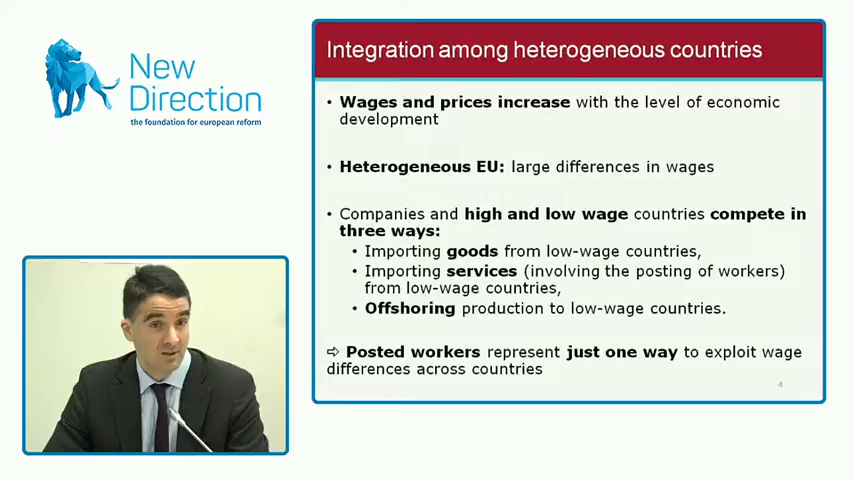 New
Direction
the foundation for european reform
Integration among heterogeneous countries
• Wages and prices increase with the level of economic
development
• Heterogeneous EU: large differences in wages
• Companies and high and low wage countries compete in
three ways:
• Importing goods from low-wage countries,
• Importing services (involving the posting of workers)
from low-wage countries,
• Offshoring production to low-wage countries.
⇨ Posted workers represent just one way to exploit wage
differences across countries
4